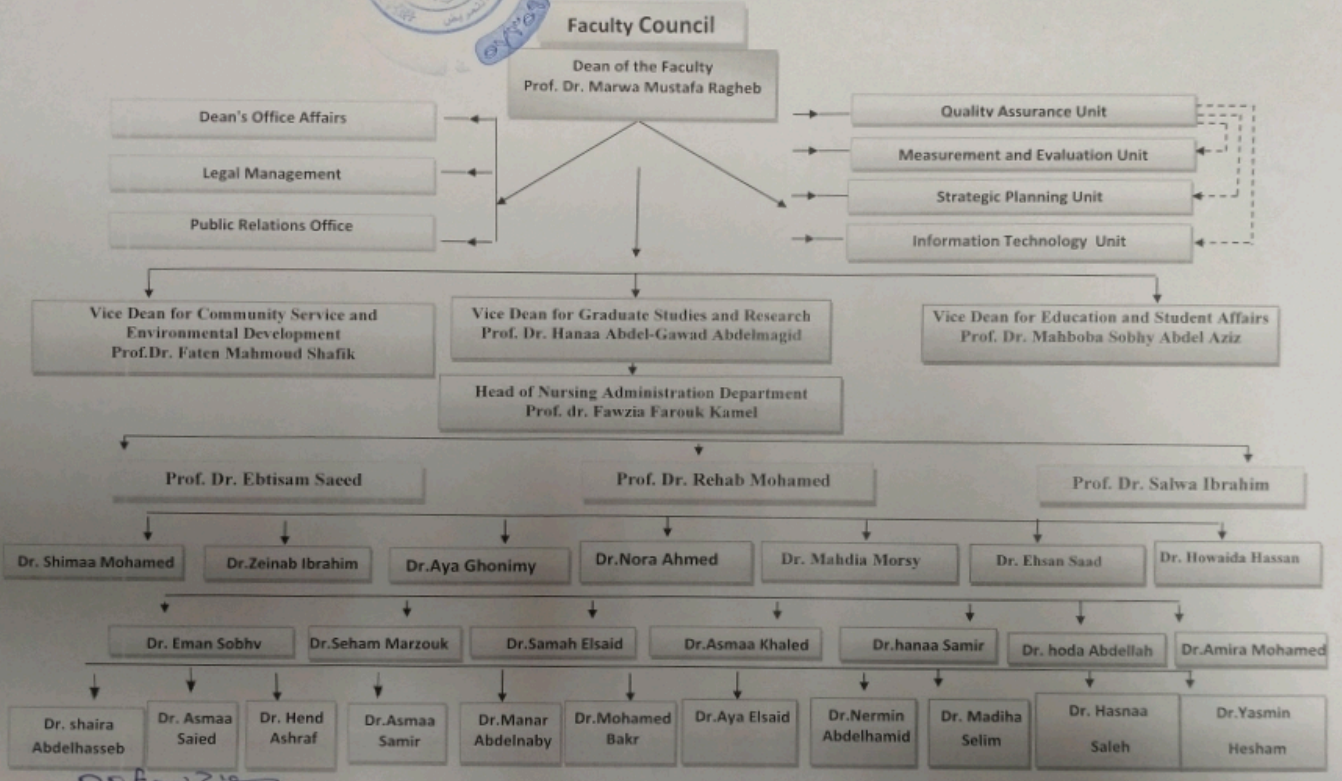 Faculty Council
Dean of the Faculty
Prof. Dr. Marwa Mustafa Ragheb
Dean's Office Affairs
Legal Management
Public Relations Office
Quality Assurance Unit
Measurement and Evaluation Unit
Strategic Planning Unit
Information Technology Unit
Vice Dean for Community Service and
Environmental Development
Prof.Dr. Faten Mahmoud Shafik
Vice Dean for Graduate Studies and Research
Prof. Dr. Hanaa Abdel-Gawad Abdelmagid
Vice Dean for Education and Student Affairs
Prof. Dr. Mahboba Sobhy Abdel Aziz
Head of Nursing Administration Department
Prof. dr. Fawzia Farouk Kamel
Prof. Dr. Ebtisam Saeed
Prof. Dr. Rehab Mohamed
Prof. Dr. Salwa Ibrahim
Dr. Shimaa Mohamed
Dr.Zeinab Ibrahim
Dr.Aya Ghonimy
Dr.Nora Ahmed
Dr. Mahdia Morsy
Dr. Ehsan Saad
Dr. Howaida Hassan
Dr. Eman Sobhy
Dr.Seham Marzouk
Dr.Samah Elsaid
Dr.Asmaa Khaled
Dr.hanaa Samir
Dr. hoda Abdellah
Dr.Amira Mohamed
Dr. shaira
Abdelhasseb
Dr. Asmaa
Saied
Dr. Hend
Ashraf
Dr.Asmaa
Samir
Dr.Manar
Abdelnaby
Dr.Mohamed
Bakr
Dr.Aya Elsaid
Dr.Nermin
Abdelhamid
Dr. Madiha
Selim
Dr. Hasnaa
Saleh
Dr.Yasmin
Hesham